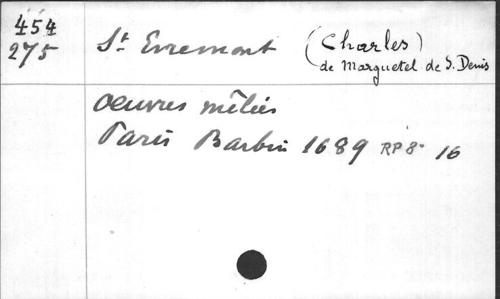 454
275
St Evremont (Charles)
de Marguetel de S. Denis
Oeuvres mêlées
Paris Barbin 1689 RP 8° 16